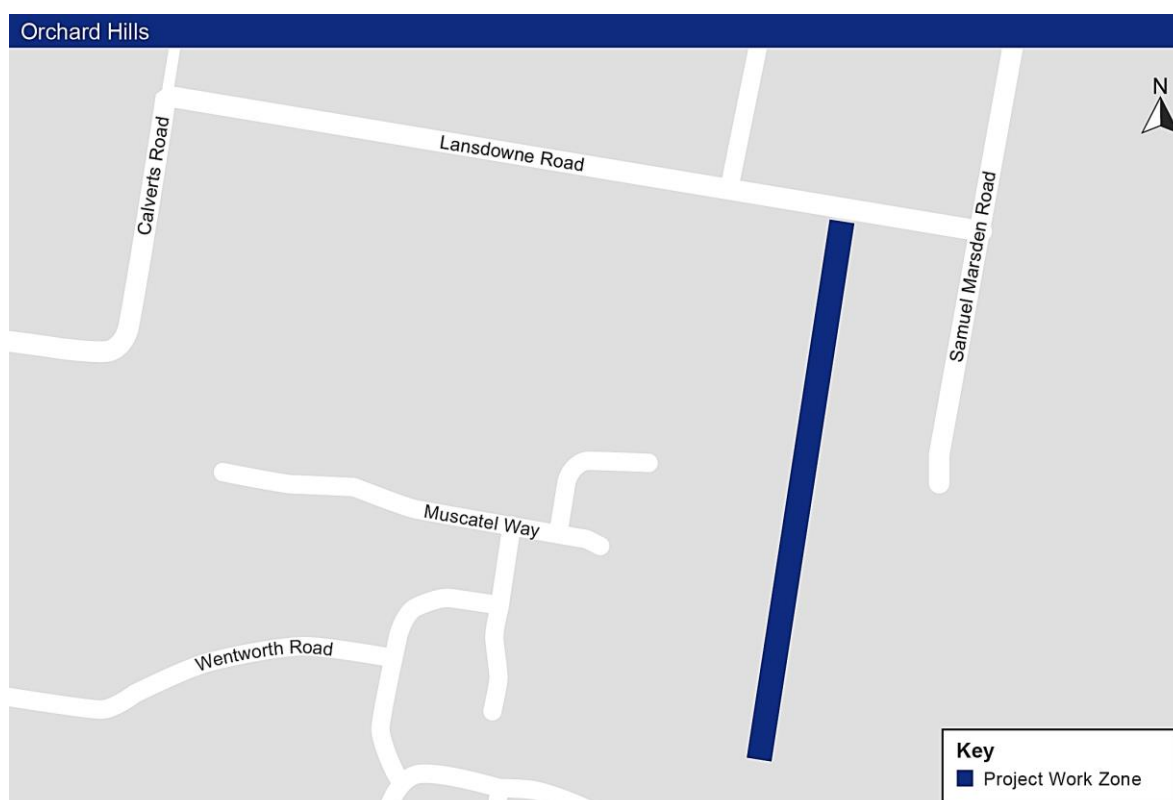 Orchard Hills
N
Lansdowne Road
Calverts Road
Samuel Marsden Road
Muscatel Way
Wentworth Road
Key
Project Work Zone